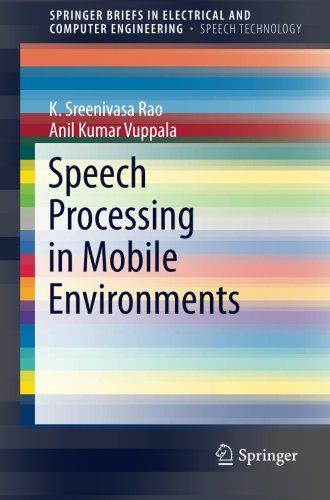 SPRINGER BRIEFS IN ELECTRICAL AND
COMPUTER ENGINEERING · SPEECH TECHNOLOGY
K. Sreenivasa Rao
Anil Kumar Vuppala
Speech
Processing
in Mobile
Environments
Springer